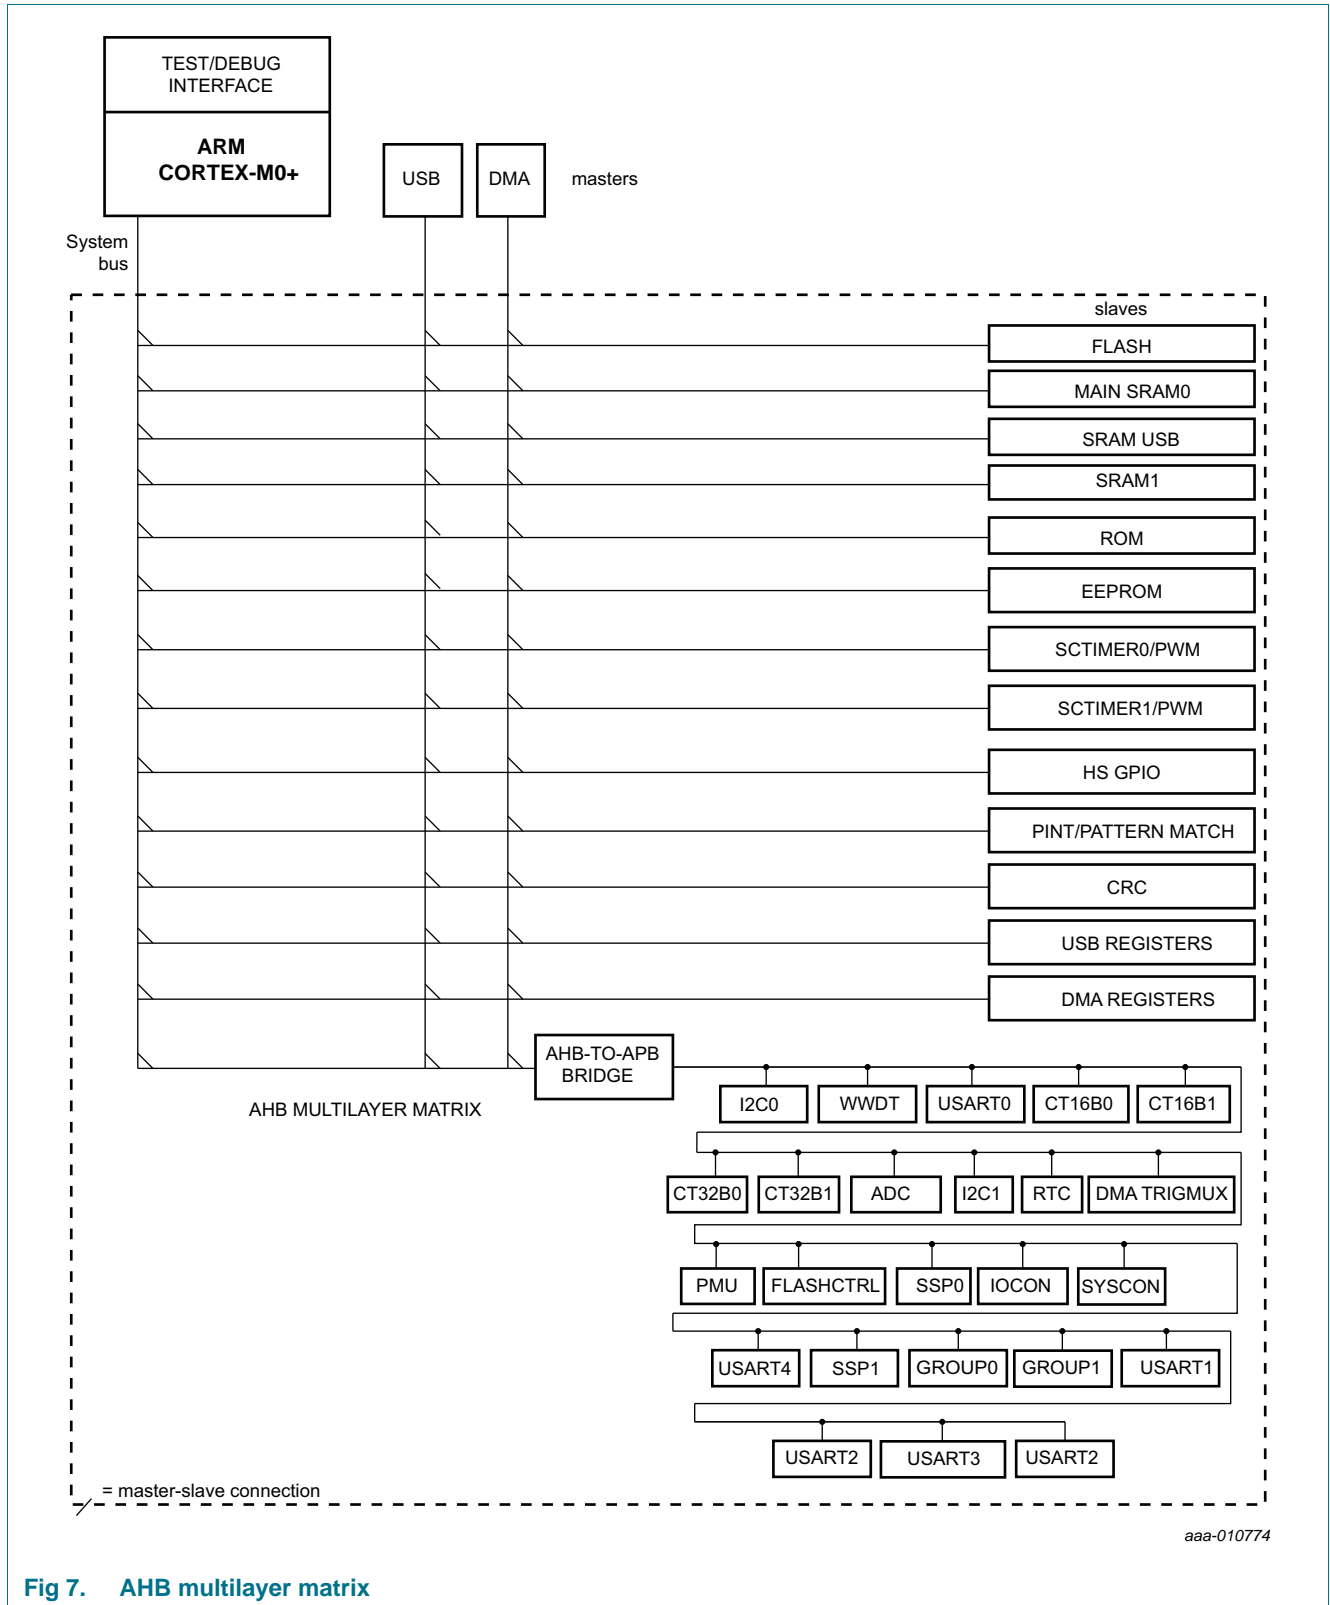 TEST/DEBUG
INTERFACE
ARM
CORTEX-M0+
USB
DMA
masters
System
bus
slaves
FLASH
MAIN SRAM0
SRAM USB
SRAM1
ROM
EEPROM
SCTIMER0/PWM
SCTIMER1/PWM
HS GPIO
PINT/PATTERN MATCH
CRC
USB REGISTERS
DMA REGISTERS
AHB-TO-APB
BRIDGE
AHB MULTILAYER MATRIX
I2C0
WWDT
USART0
CT16B0
CT16B1
CT32B0
CT32B1
ADC
I2C1
RTC
DMA TRIGMUX
PMU
FLASHCTRL
SSP0
IOCON
SYSCON
USART4
SSP1
GROUP0
GROUP1
USART1
USART2
USART3
USART2
= master-slave connection
aaa-010774
Fig 7. AHB multilayer matrix